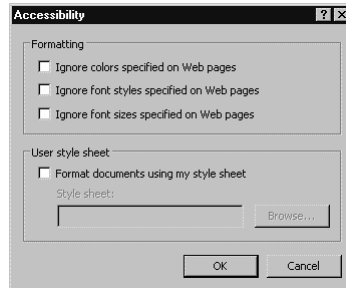 Accessibility
Formatting
Ignore colors specified on Web pages
Ignore font styles specified on Web pages
Ignore font sizes specified on Web pages
User style sheet
Format documents using my style sheet
Style sheet:
Browse...
OK Cancel